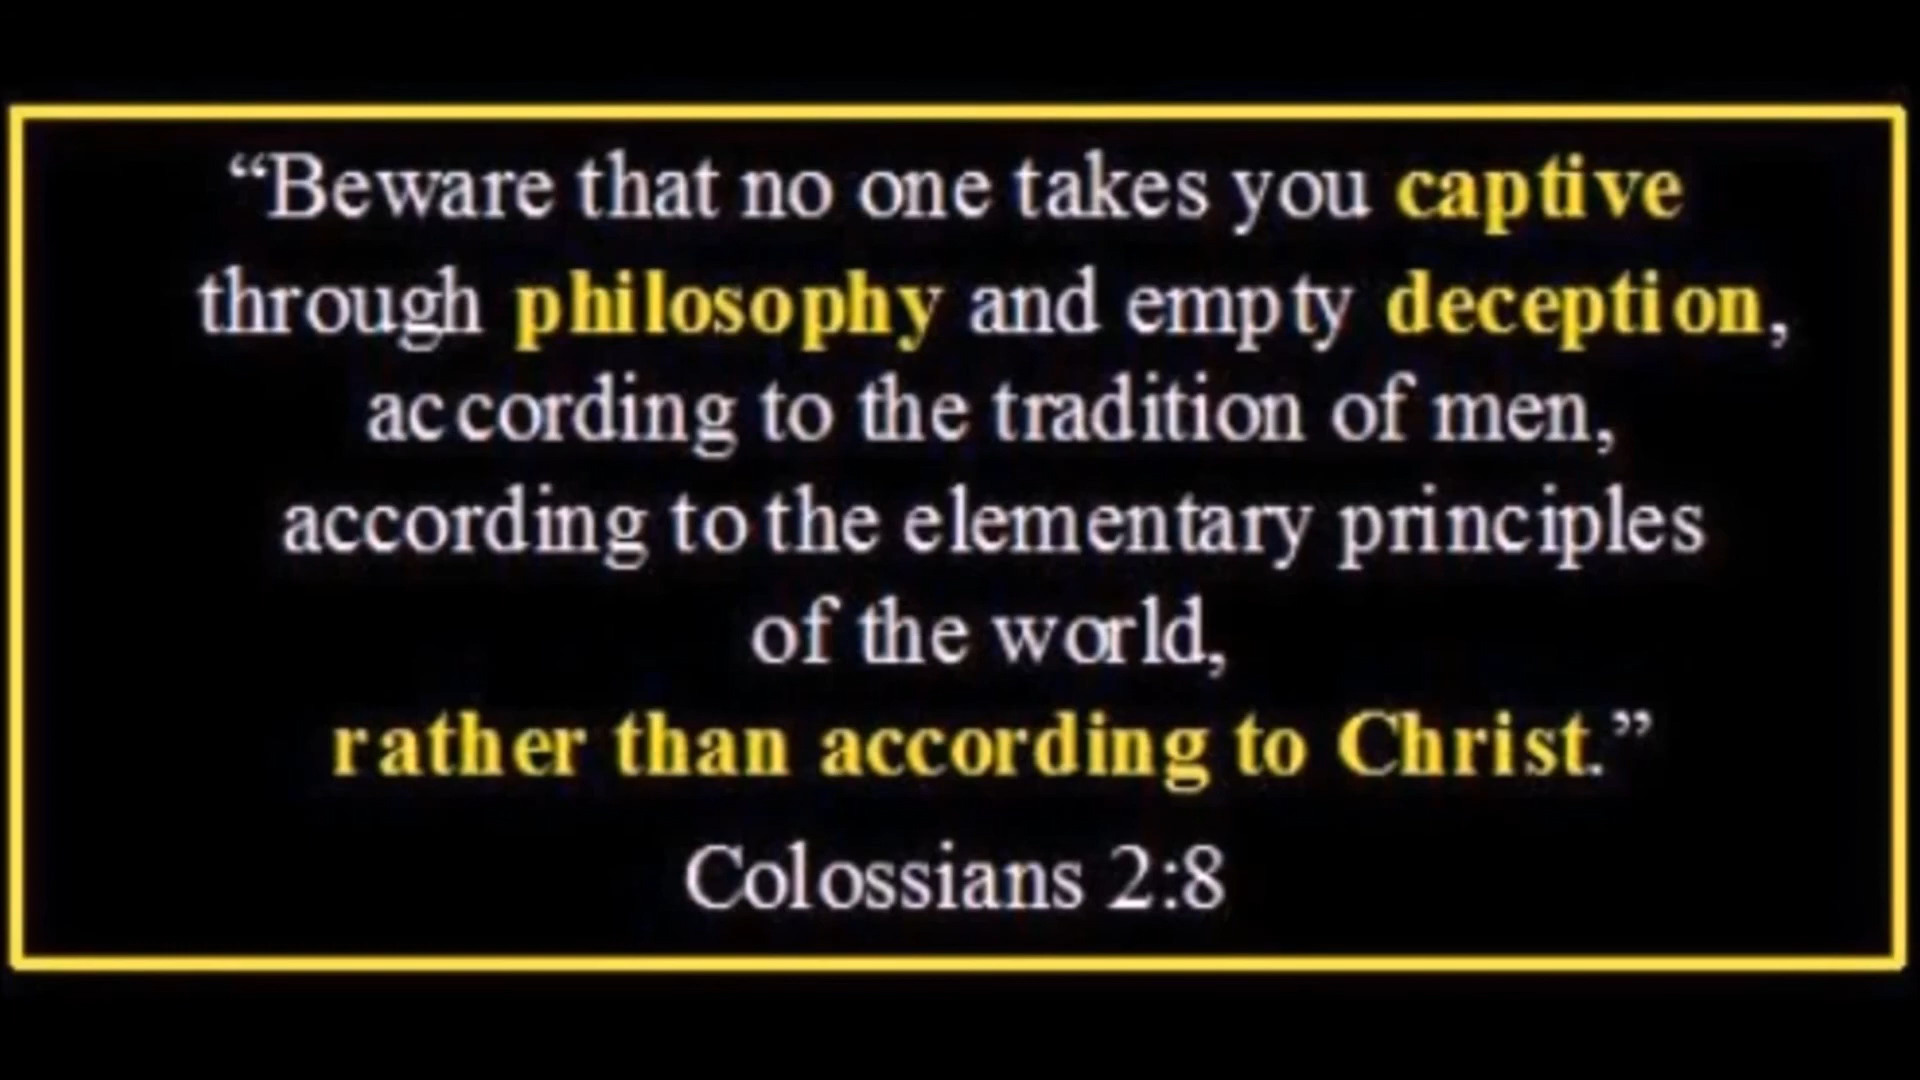 “Beware that no one takes you captive
through philosophy and empty deception,
according to the tradition of men,
according to the elementary principles
of the world,
rather than according to Christ.”
Colossians 2:8